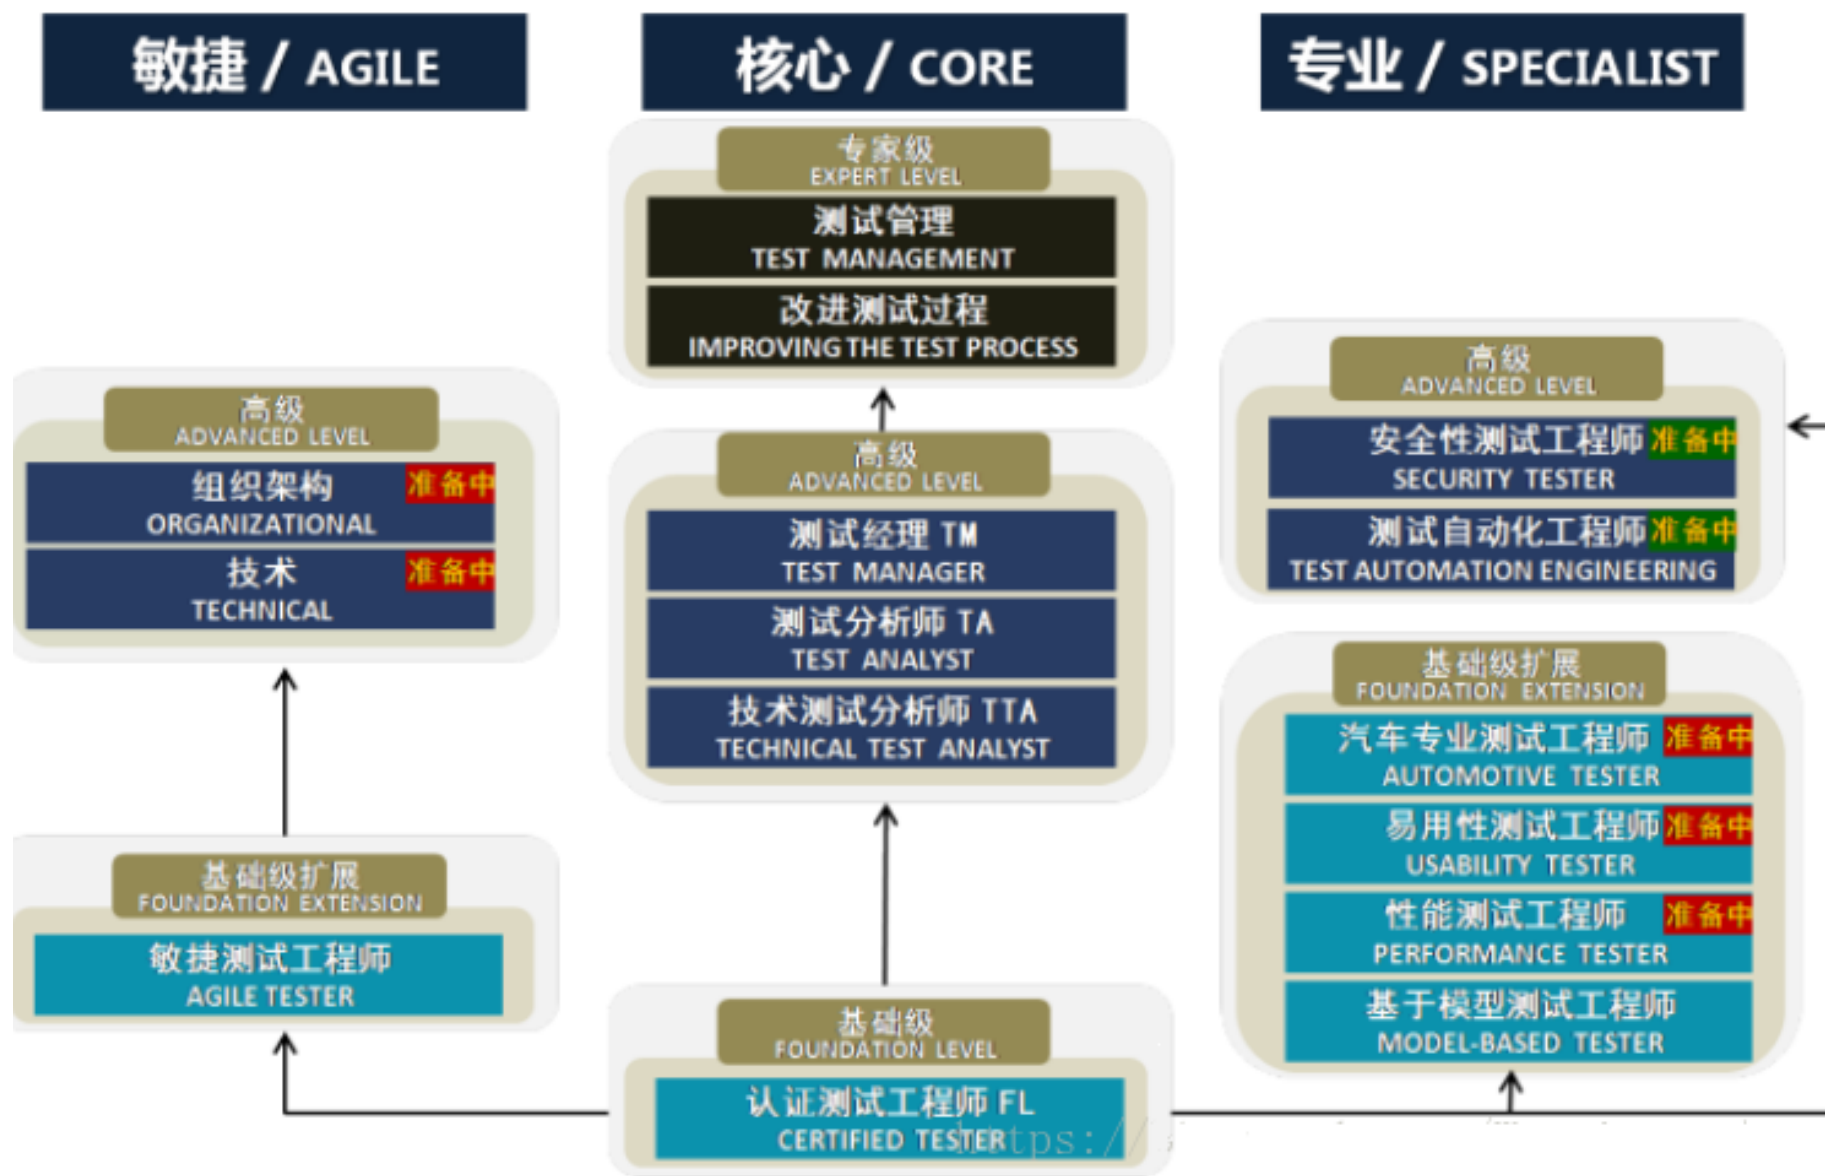 敏捷 / AGILE
高级
ADVANCED LEVEL
组织架构 准备中
ORGANIZATIONAL
技术 准备中
TECHNICAL
基础级扩展
FOUNDATION EXTENSION
敏捷测试工程师
AGILE TESTER
核心 / CORE
专家级
EXPERT LEVEL
测试管理
TEST MANAGEMENT
改进测试过程
IMPROVING THE TEST PROCESS
高级
ADVANCED LEVEL
测试经理 TM
TEST MANAGER
测试分析师 TA
TEST ANALYST
技术测试分析师 TTA
TECHNICAL TEST ANALYST
基础级
FOUNDATION LEVEL
认证测试工程师 FL
CERTIFIED TESTER
https://
专业 / SPECIALIST
高级
ADVANCED LEVEL
安全性测试工程师 准备中
SECURITY TESTER
测试自动化工程师 准备中
TEST AUTOMATION ENGINEERING
基础级扩展
FOUNDATION EXTENSION
汽车专业测试工程师 准备中
AUTOMOTIVE TESTER
易用性测试工程师 准备中
USABILITY TESTER
性能测试工程师 准备中
PERFORMANCE TESTER
基于模型测试工程师
MODEL-BASED TESTER